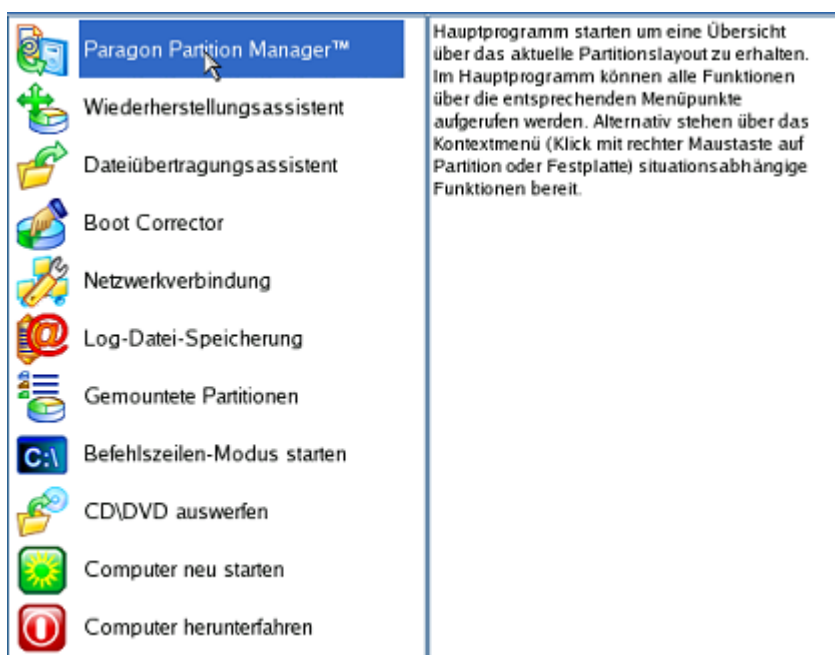 Paragon Partition Manager™
Wiederherstellungsassistent
Dateiübertragungsassistent
Boot Corrector
Netzwerkverbindung
Log-Datei-Speicherung
Gemountete Partitionen
C:\
Befehlszeilen-Modus starten
CD\DVD auswerfen
Computer neu starten
Computer herunterfahren
Hauptprogramm starten um eine Übersicht
über das aktuelle Partitionslayout zu erhalten.
Im Hauptprogramm können alle Funktionen
über die entsprechenden Menüpunkte
aufgerufen werden. Alternativ stehen über das
Kontextmenü (Klick mit rechter Maustaste auf
Partition oder Festplatte) situationsabhängige
Funktionen bereit.